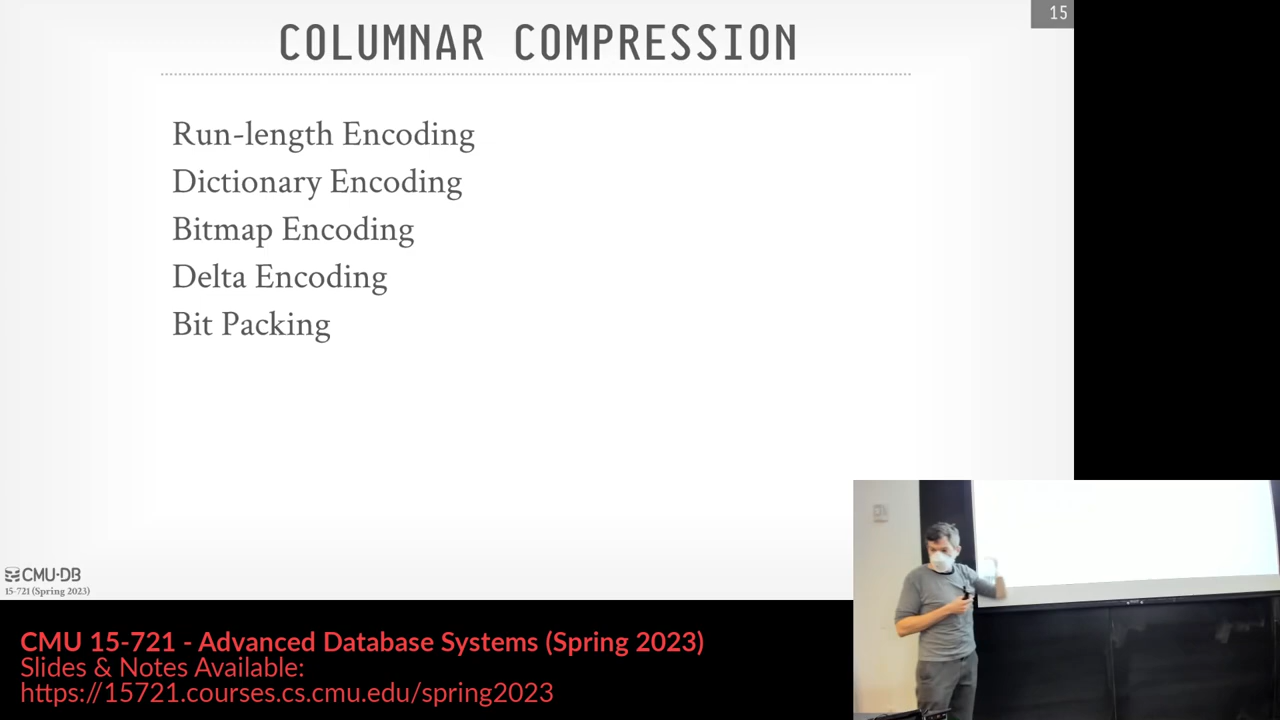 15
COLUMNAR COMPRESSION
Run-length Encoding
Dictionary Encoding
Bitmap Encoding
Delta Encoding
Bit Packing
CMU·DB
15-721 (Spring 2023)
CMU 15-721 - Advanced Database Systems (Spring 2023)
Slides & Notes Available:
https://15721.courses.cs.cmu.edu/spring2023